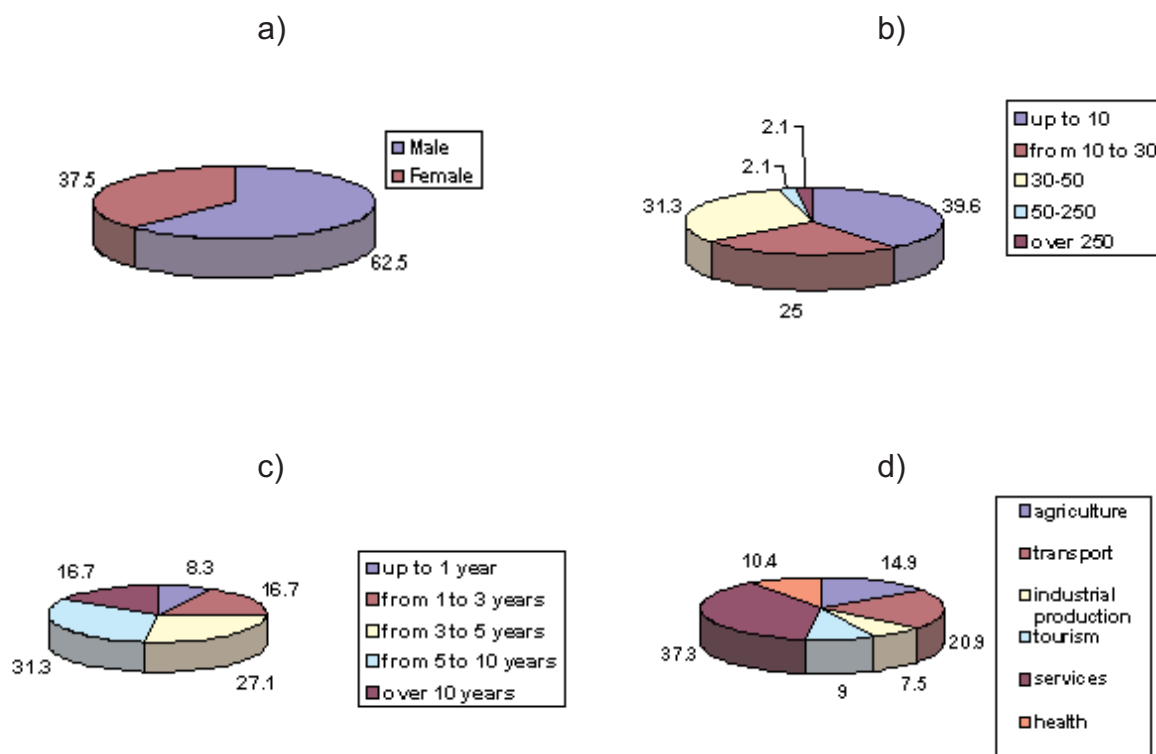 a)
Male
Female
37.5
62.5
b)
up to 10
from 10 to 30
30-50
50-250
over 250
2.1
2.1
31.3
39.6
25
c)
up to 1 year
from 1 to 3 years
from 3 to 5 years
from 5 to 10 years
over 10 years
16.7
8.3
16.7
31.3
27.1
d)
agriculture
transport
industrial
production
tourism
services
health
10.4
14.9
37.3
20.9
7.5
9